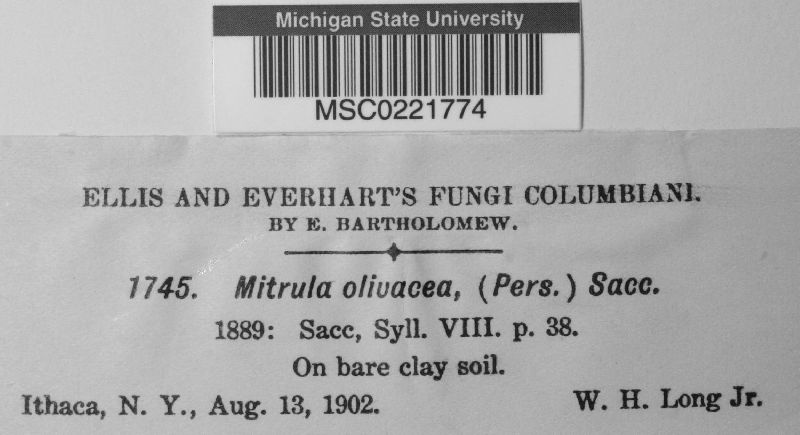 Michigan State University
MSC0221774
ELLIS AND EVERHART'S FUNGI COLUMBIANI.
BY E. BARTHOLOMEW.
1745. Mitrula olivacea, (Pers.) Sacc.
1889: Sacc, Syll. VIII. p. 38.
On bare clay soil.
Ithaca, N. Y., Aug. 13, 1902. W. H. Long Jr.